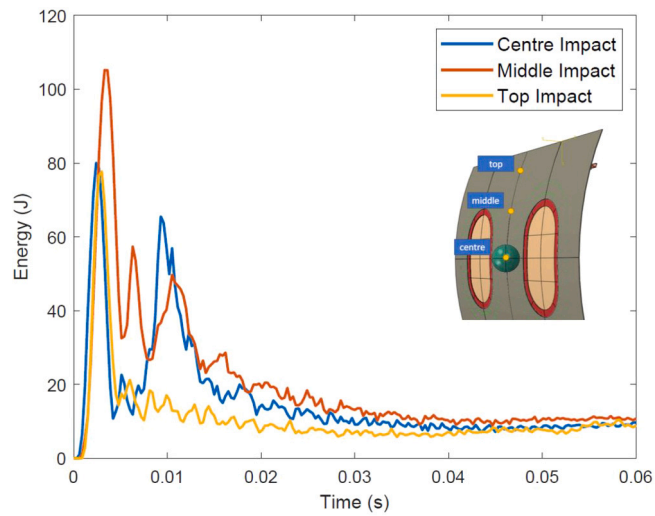 120
100
80
60
40
20
0
Energy (J)
0
0.01
0.02
0.03
0.04
0.05
0.06
Time (s)
Centre Impact
Middle Impact
Top Impact
top
middle
centre